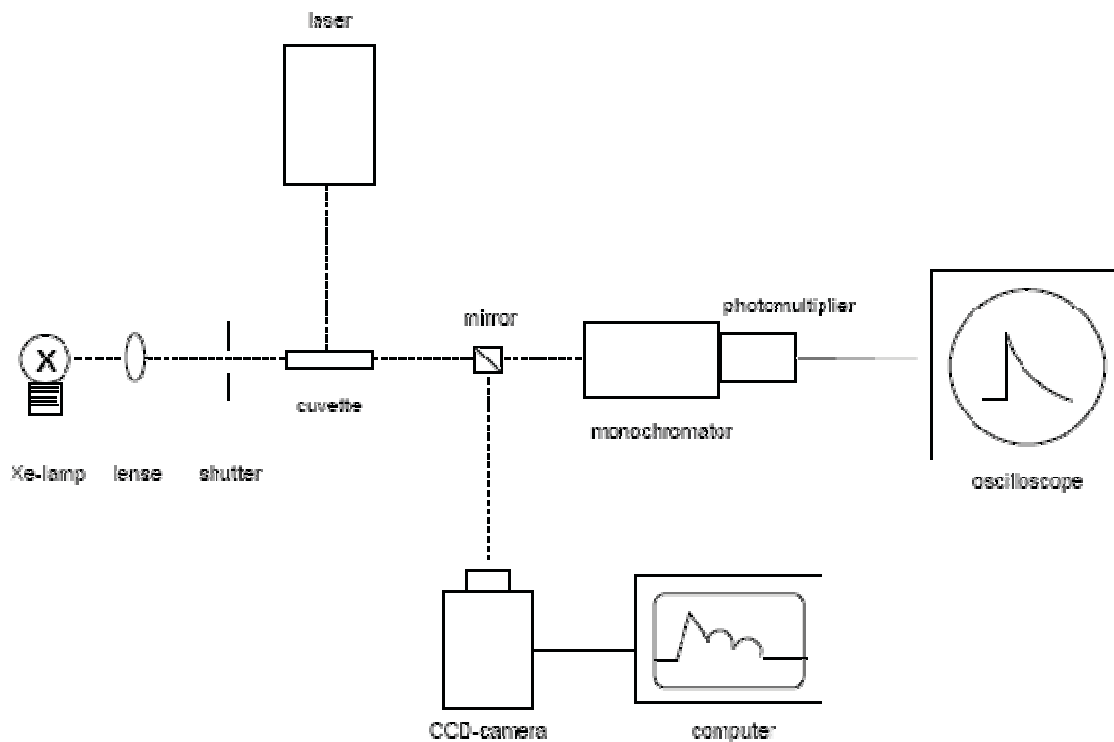 laser
mirror
photomultiplier
X
cuvette
monochromator
Xe-lamp
lense
shutter
oscilloscope
CCD-camera
computer